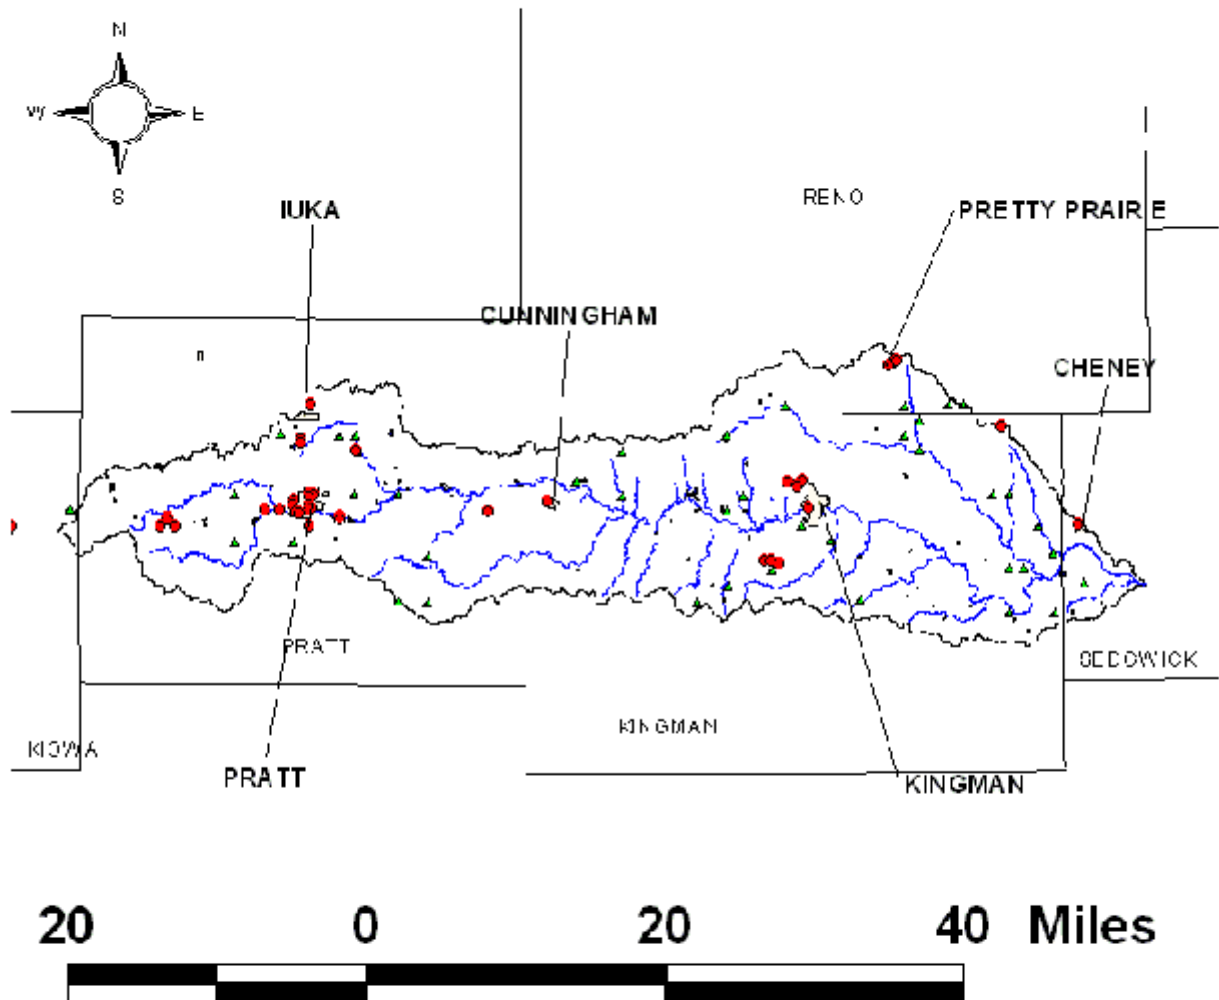 N
W E
S
IUKA
RENO
PRETTY PRAIRIE
CUNNINGHAM
CHENEY
PRATT
SEDGWICK
KINGMAN
KIOWA
PRATT
KINGMAN
20 0 20 40 Miles